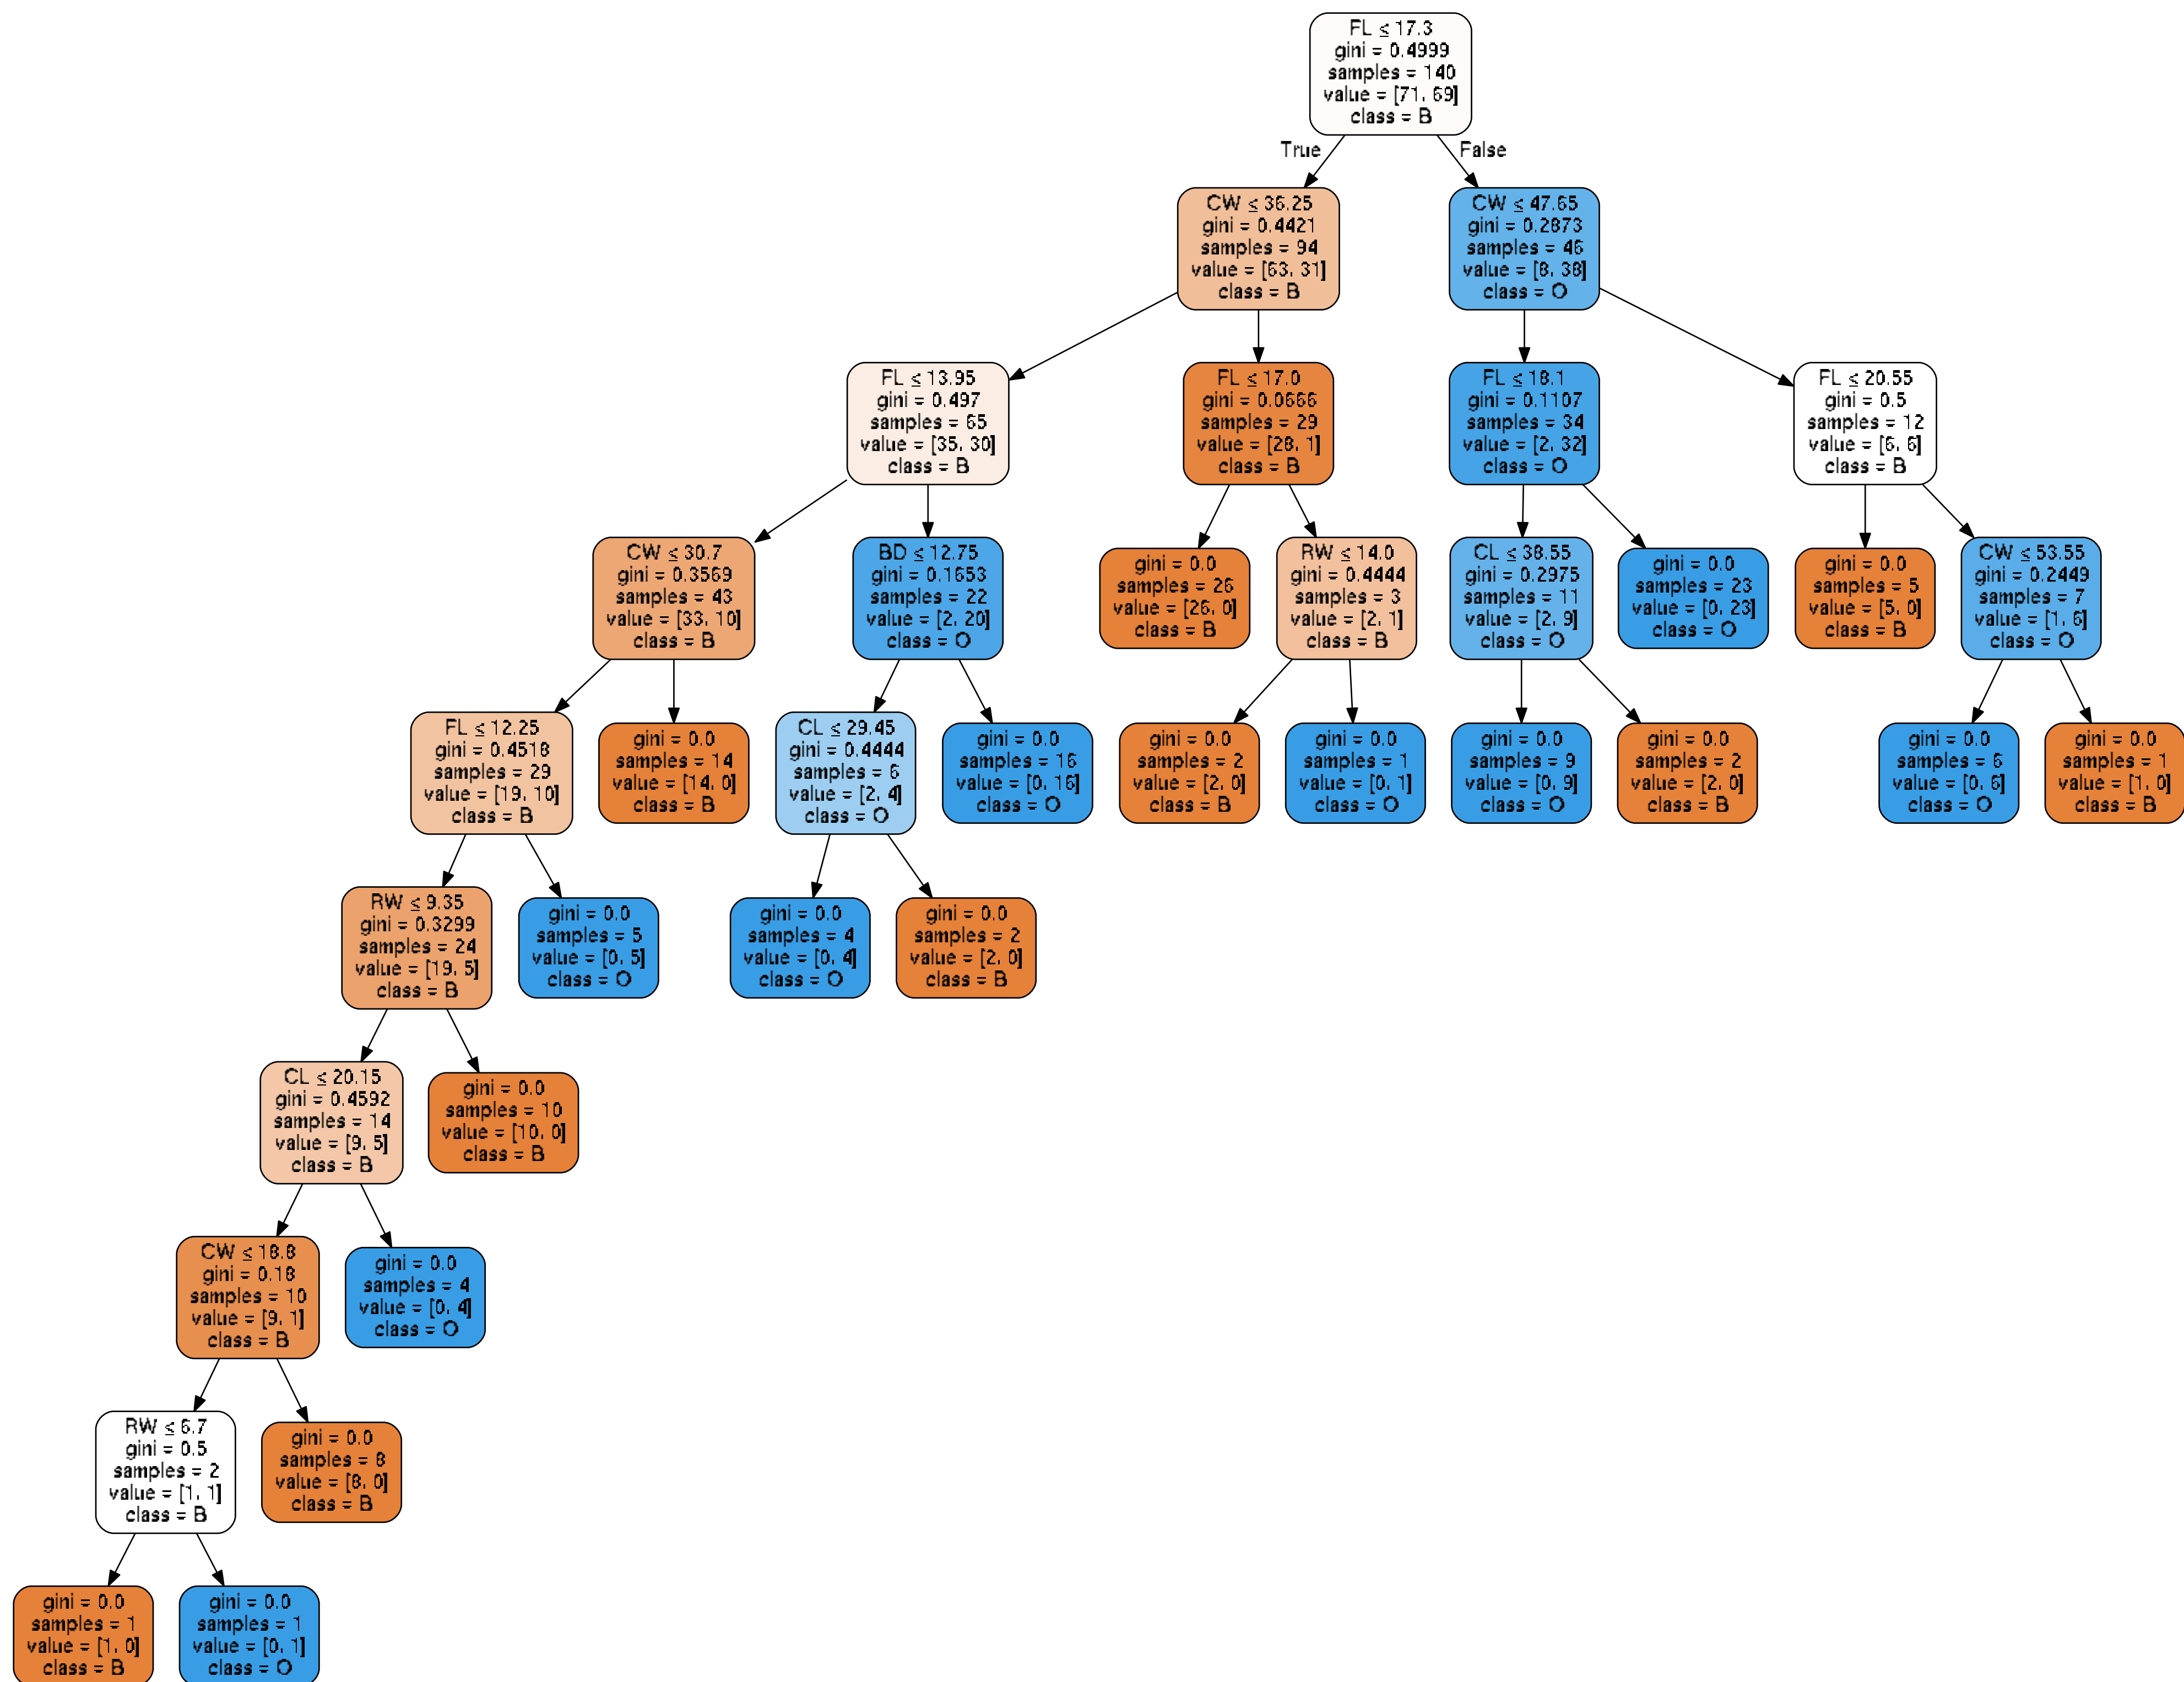 FL ≤ 17.3
gini = 0.4999
samples = 140
value = [71, 69]
class = B
True
False
CW ≤ 36.25
gini = 0.4421
samples = 94
value = [63, 31]
class = B
CW ≤ 47.65
gini = 0.2873
samples = 46
value = [8, 38]
class = O
FL ≤ 13.95
gini = 0.497
samples = 65
value = [35, 30]
class = B
FL ≤ 17.0
gini = 0.0666
samples = 29
value = [28, 1]
class = B
FL ≤ 18.1
gini = 0.1107
samples = 34
value = [2, 32]
class = O
FL ≤ 20.55
gini = 0.5
samples = 12
value = [6, 6]
class = B
CW ≤ 30.7
gini = 0.3569
samples = 43
value = [33, 10]
class = B
BD ≤ 12.75
gini = 0.1653
samples = 22
value = [2, 20]
class = O
gini = 0.0
samples = 26
value = [26, 0]
class = B
RW ≤ 14.0
gini = 0.4444
samples = 3
value = [2, 1]
class = B
CL ≤ 38.55
gini = 0.2975
samples = 11
value = [2, 9]
class = O
gini = 0.0
samples = 23
value = [0, 23]
class = O
gini = 0.0
samples = 5
value = [5, 0]
class = B
CW ≤ 53.55
gini = 0.2449
samples = 7
value = [1, 6]
class = O
FL ≤ 12.25
gini = 0.4518
samples = 29
value = [19, 10]
class = B
gini = 0.0
samples = 14
value = [14, 0]
class = B
CL ≤ 29.45
gini = 0.4444
samples = 6
value = [2, 4]
class = O
gini = 0.0
samples = 16
value = [0, 16]
class = O
gini = 0.0
samples = 2
value = [2, 0]
class = B
gini = 0.0
samples = 1
value = [0, 1]
class = O
gini = 0.0
samples = 9
value = [0, 9]
class = O
gini = 0.0
samples = 2
value = [2, 0]
class = B
gini = 0.0
samples = 6
value = [0, 6]
class = O
gini = 0.0
samples = 1
value = [1, 0]
class = B
RW ≤ 9.35
gini = 0.3299
samples = 24
value = [19, 5]
class = B
gini = 0.0
samples = 5
value = [0, 5]
class = O
gini = 0.0
samples = 4
value = [0, 4]
class = O
gini = 0.0
samples = 2
value = [2, 0]
class = B
CL ≤ 20.15
gini = 0.4592
samples = 14
value = [9, 5]
class = B
gini = 0.0
samples = 10
value = [10, 0]
class = B
CW ≤ 18.8
gini = 0.18
samples = 10
value = [9, 1]
class = B
gini = 0.0
samples = 4
value = [0, 4]
class = O
RW ≤ 6.7
gini = 0.5
samples = 2
value = [1, 1]
class = B
gini = 0.0
samples = 8
value = [8, 0]
class = B
gini = 0.0
samples = 1
value = [1, 0]
class = B
gini = 0.0
samples = 1
value = [0, 1]
class = O